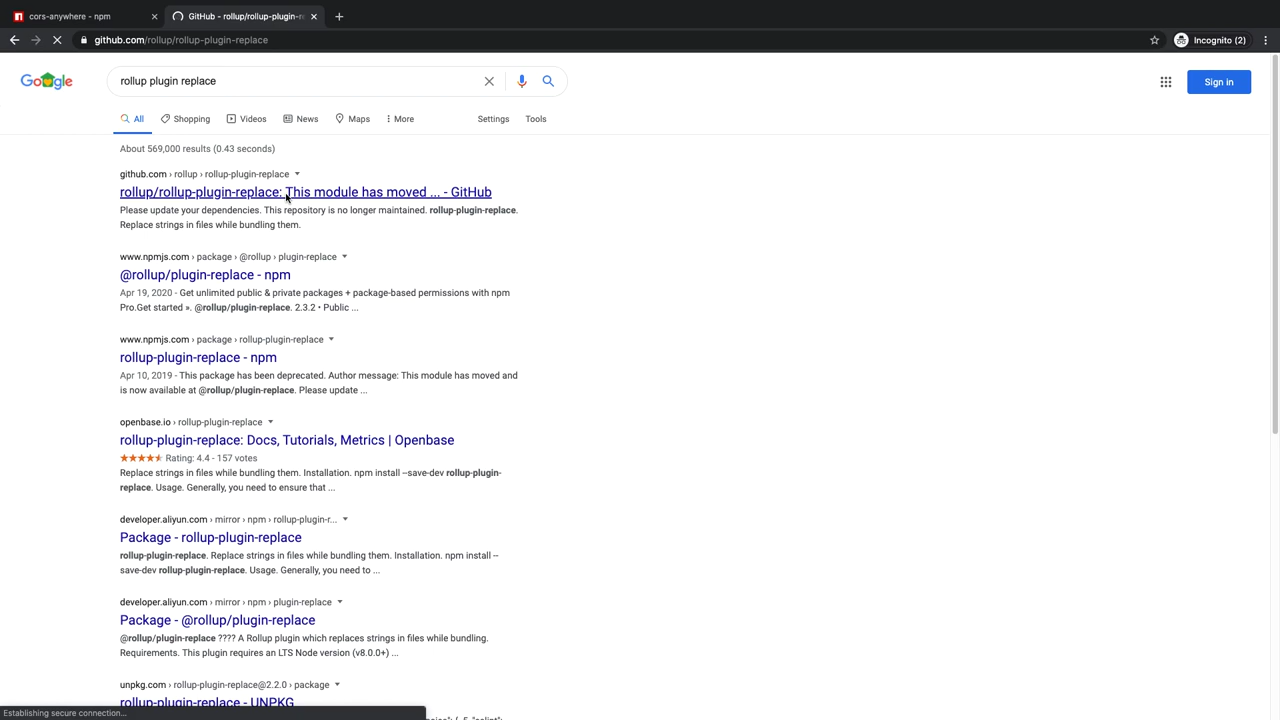 cors-anywhere - npm
GitHub - rollup/rollup-plugin-re
github.com/rollup/rollup-plugin-replace
Incognito (2)
Google
rollup plugin replace
Sign in
All
Shopping
Videos
News
Maps
More
Settings
Tools
About 569,000 results (0.43 seconds)
github.com › rollup › rollup-plugin-replace
rollup/rollup-plugin-replace: This module has moved ... - GitHub
Please update your dependencies. This repository is no longer maintained. rollup-plugin-replace.
Replace strings in files while bundling them.
www.npmjs.com › package › @rollup › plugin-replace
@rollup/plugin-replace - npm
Apr 19, 2020 - Get unlimited public & private packages + package-based permissions with npm
Pro.Get started ». @rollup/plugin-replace. 2.3.2 • Public ...
www.npmjs.com › package › rollup-plugin-replace
rollup-plugin-replace - npm
Apr 10, 2019 - This package has been deprecated. Author message: This module has moved and
is now available at @rollup/plugin-replace. Please update ...
openbase.io › rollup-plugin-replace
rollup-plugin-replace: Docs, Tutorials, Metrics | Openbase
Rating: 4.4 - 157 votes
Replace strings in files while bundling them. Installation. npm install --save-dev rollup-plugin-
replace. Usage. Generally, you need to ensure that ...
developer.aliyun.com › mirror › npm › rollup-plugin-r...
Package - rollup-plugin-replace
rollup-plugin-replace. Replace strings in files while bundling them. Installation. npm install --
save-dev rollup-plugin-replace. Usage. Generally, you need to ...
developer.aliyun.com › mirror › npm › plugin-replace
Package - @rollup/plugin-replace
@rollup/plugin-replace ???? A Rollup plugin which replaces strings in files while bundling.
Requirements. This plugin requires an LTS Node version (v8.0.0+) ...
unpkg.com › rollup-plugin-replace@2.2.0 › package
rollup-plugin-replace - UNPKG
Establishing secure connection...